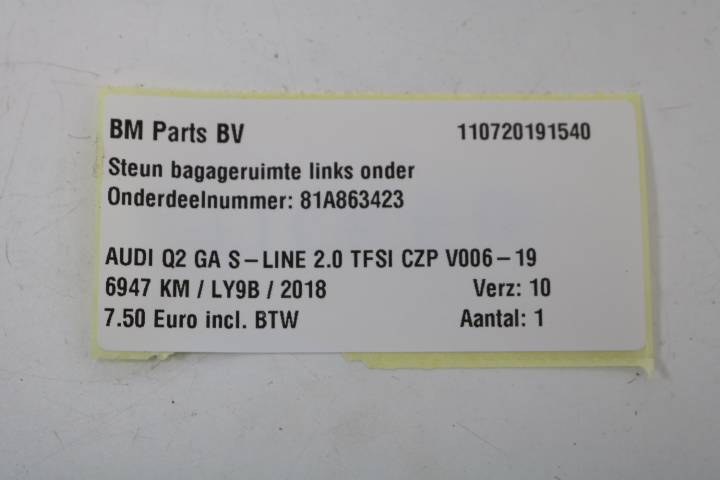 BM Parts BV 110720191540
Steun bagageruimte links onder
Onderdeelnummer: 81A863423
AUDI Q2 GA S-LINE 2.0 TFSI CZP V006-19
6947 KM / LY9B / 2018 Verz: 10
7.50 Euro incl. BTW Aantal: 1